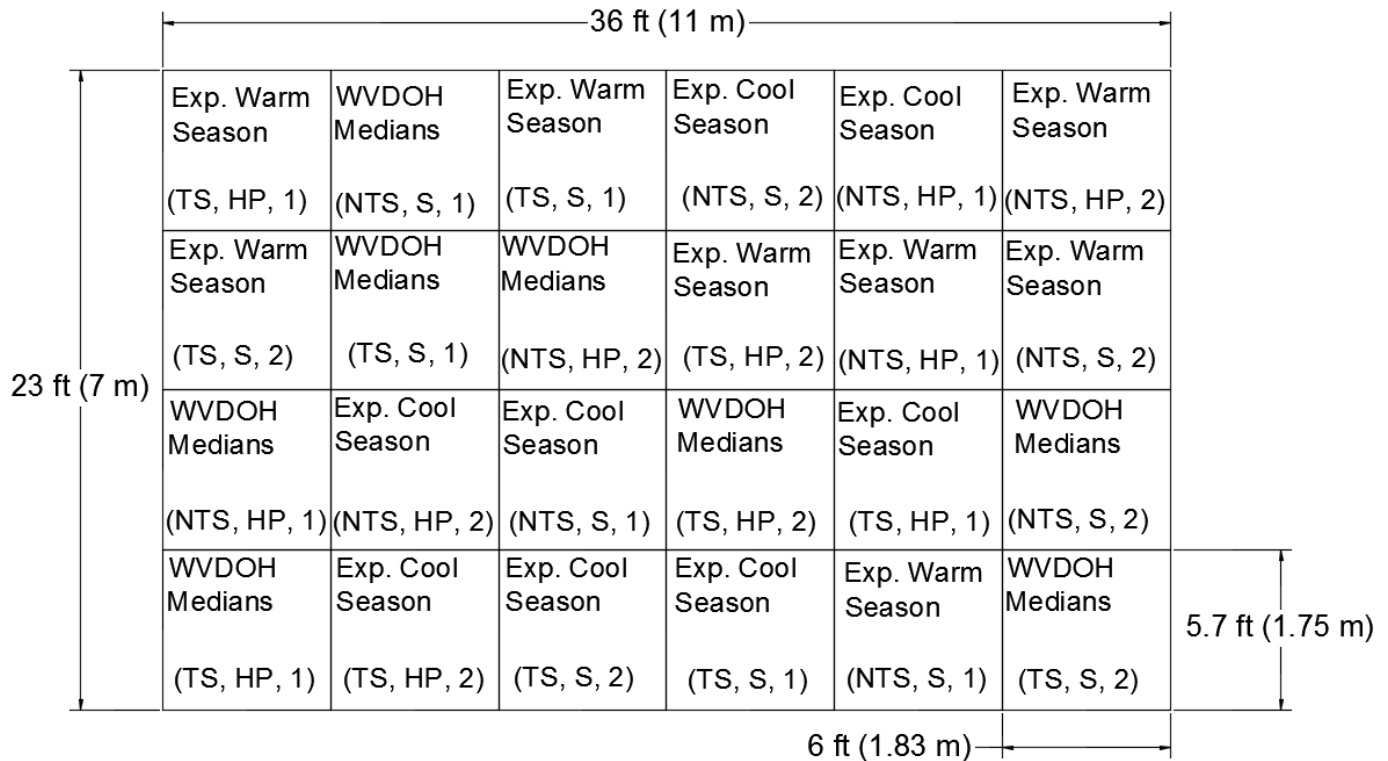 36 ft (11 m)
Exp. Warm
Season
(TS, HP, 1)
WVDOH
Medians
(NTS, S, 1)
Exp. Warm
Season
(TS, S, 1)
Exp. Cool
Season
(NTS, S, 2)
Exp. Cool
Season
(NTS, HP, 1)
Exp. Warm
Season
(NTS, HP, 2)
Exp. Warm
Season
(TS, S, 2)
WVDOH
Medians
(TS, S, 1)
WVDOH
Medians
(NTS, HP, 2)
Exp. Warm
Season
(TS, HP, 2)
Exp. Warm
Season
(NTS, HP, 1)
Exp. Warm
Season
(NTS, S, 2)
23 ft (7 m)
WVDOH
Medians
(NTS, HP, 1)
Exp. Cool
Season
(NTS, HP, 2)
Exp. Cool
Season
(NTS, S, 1)
WVDOH
Medians
(TS, HP, 2)
Exp. Cool
Season
(TS, HP, 1)
WVDOH
Medians
(NTS, S, 2)
WVDOH
Medians
(TS, HP, 1)
Exp. Cool
Season
(TS, HP, 2)
Exp. Cool
Season
(TS, S, 2)
Exp. Cool
Season
(TS, S, 1)
Exp. Warm
Season
(NTS, S, 1)
WVDOH
Medians
(TS, S, 2)
5.7 ft (1.75 m)
6 ft (1.83 m)